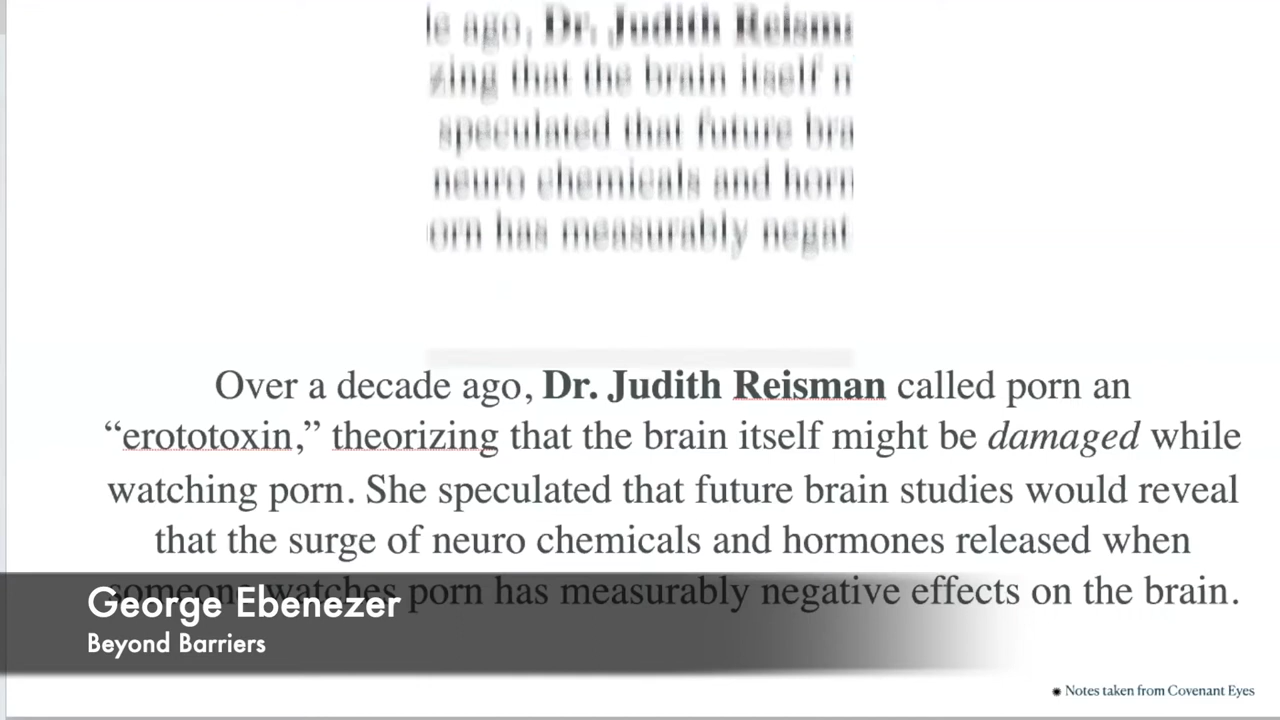 le ago, Dr. Judith Reism
zing that the brain itself
speculated that future bra
neuro chemicals and horn
orn has measurably negat
Over a decade ago, Dr. Judith Reisman called porn an
“erototoxin,” theorizing that the brain itself might be damaged while
watching porn. She speculated that future brain studies would reveal
that the surge of neuro chemicals and hormones released when
someone watches porn has measurably negative effects on the brain.
George Ebenezer
Beyond Barriers
Notes taken from Covenant Eyes